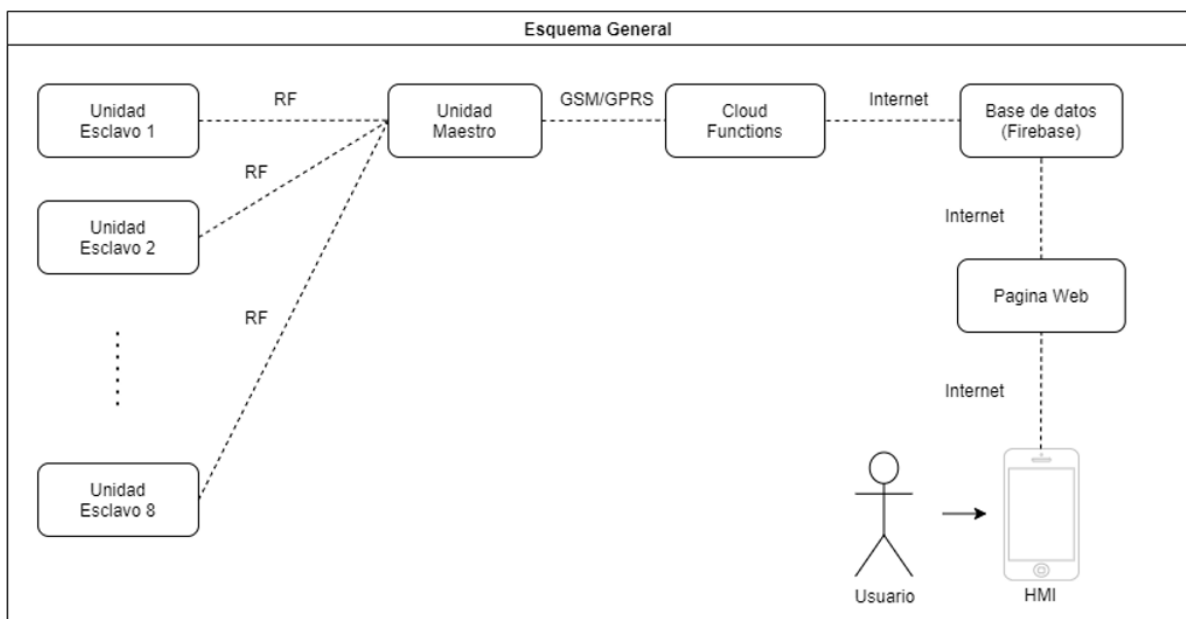 Esquema General
Unidad
Esclavo 1
RF
Unidad
Maestro
GSM/GPRS
Cloud
Functions
Internet
Base de datos
(Firebase)
RF
Unidad
Esclavo 2
Internet
Pagina Web
RF
Internet
Unidad
Esclavo 8
Usuario
HMI